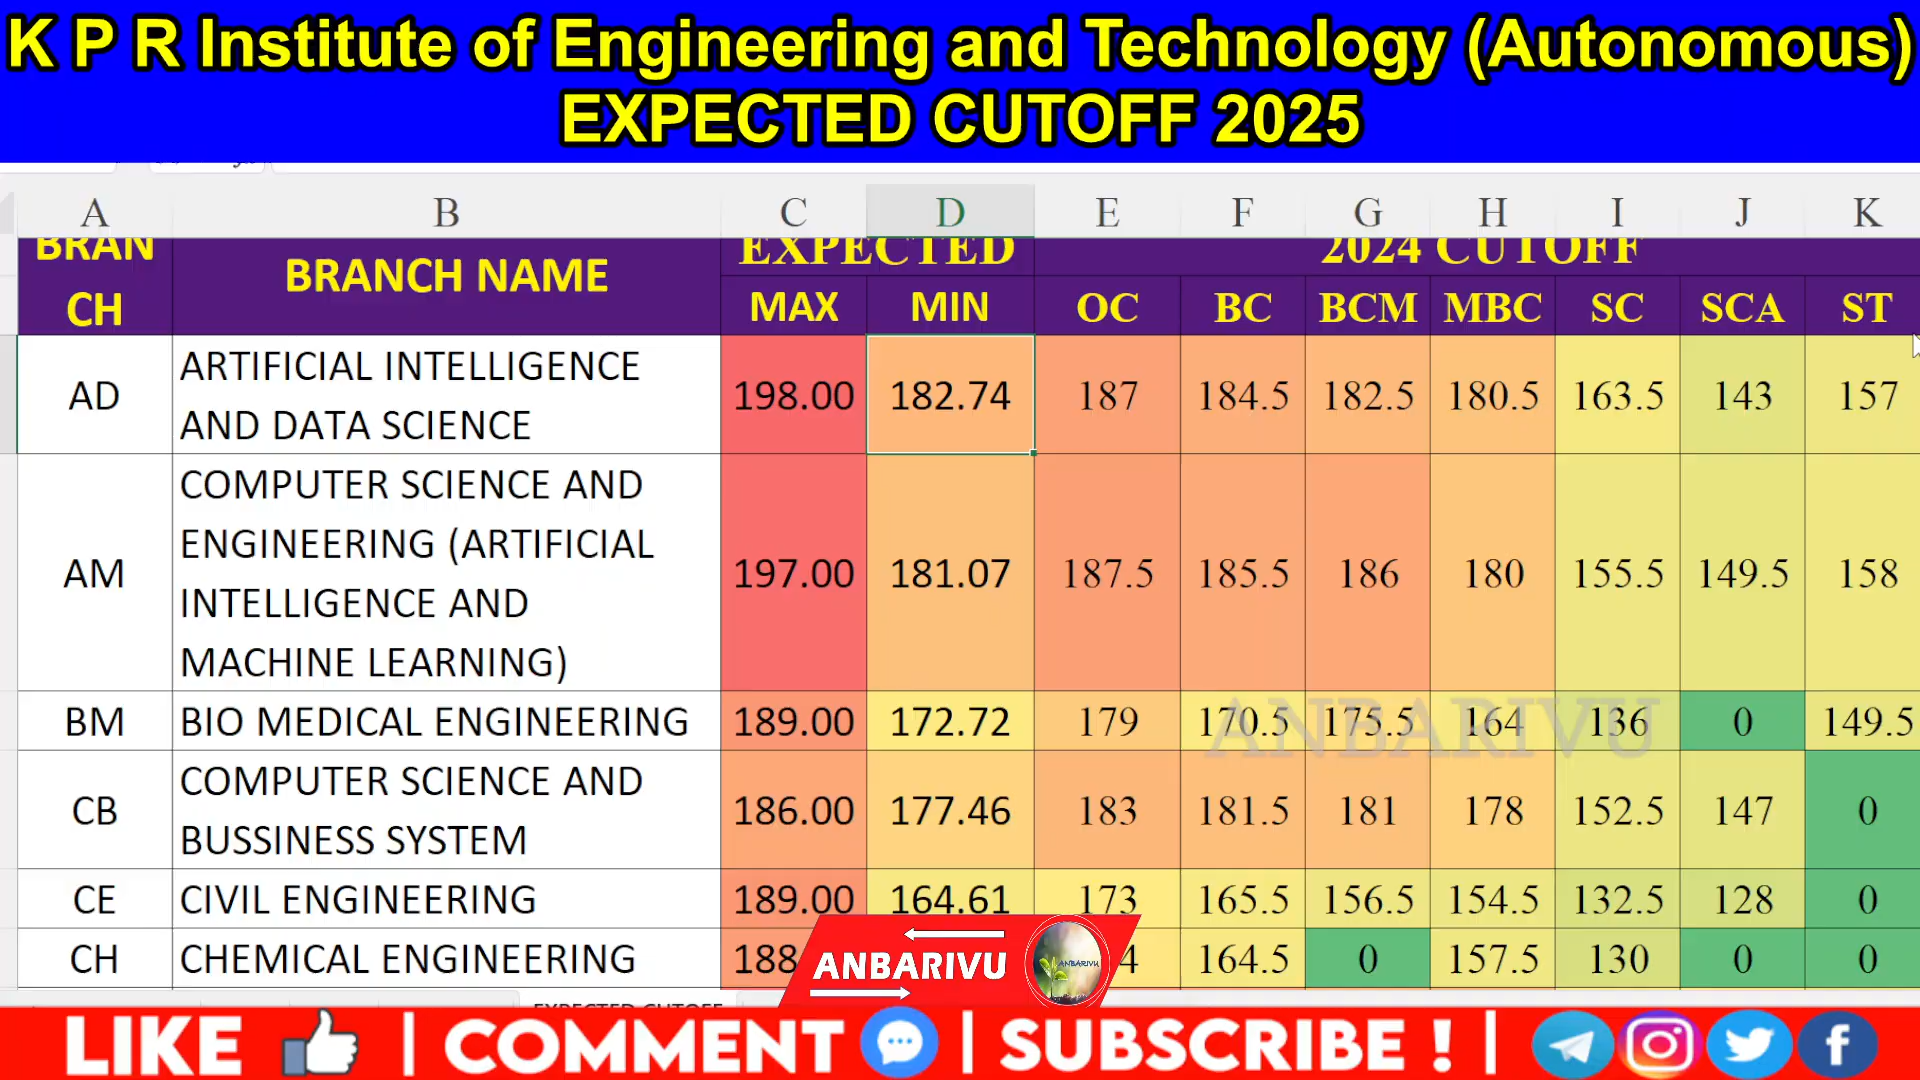 K P R Institute of Engineering and Technology (Autonomous)
EXPECTED CUTOFF 2025
A B C D E F G H I J K
BRAN
CH
BRANCH NAME
EXPECTED
2024 CUTOFF
MAX MIN OC BC BCM MBC SC SCA ST
AD
ARTIFICIAL INTELLIGENCE
AND DATA SCIENCE
198.00 182.74 187 184.5 182.5 180.5 163.5 143 157
AM
COMPUTER SCIENCE AND
ENGINEERING (ARTIFICIAL
INTELLIGENCE AND
MACHINE LEARNING)
197.00 181.07 187.5 185.5 186 180 155.5 149.5 158
BM BIO MEDICAL ENGINEERING 189.00 172.72 179 170.5 175.5 164 136 0 149.5
ANBARIVU
CB
COMPUTER SCIENCE AND
BUSSINESS SYSTEM
186.00 177.46 183 181.5 181 178 152.5 147 0
CE CIVIL ENGINEERING 189.00 164.61 173 165.5 156.5 154.5 132.5 128 0
CH CHEMICAL ENGINEERING 188 4 164.5 0 157.5 130 0 0
ANBARIVU
ANBARIVU
EXPECTED CUTOFF
LIKE | COMMENT | SUBSCRIBE ! |